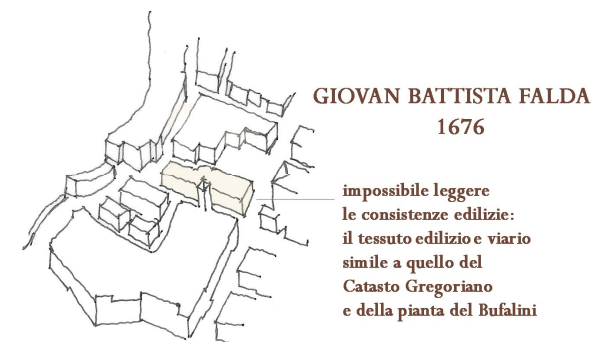 GIOVAN BATTISTA FALDA
1676
impossibile leggere
le consistenze edilizie:
il tessuto edilizio e viario
simile a quello del
Catasto Gregoriano
e della pianta del Bufalini